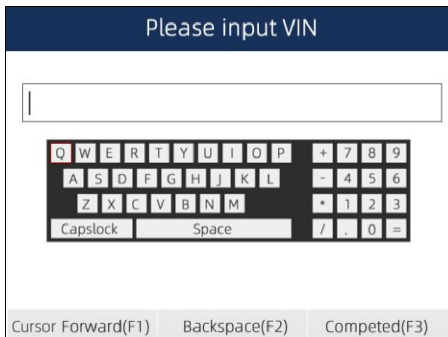 Please input VIN
Q W E R T Y U I O P + 7 8 9
A S D F G H J K L - 4 5 6
Z X C V B N M * 1 2 3
Capslock Space / . 0 =
Cursor Forward(F1) Backspace(F2) Competed(F3)